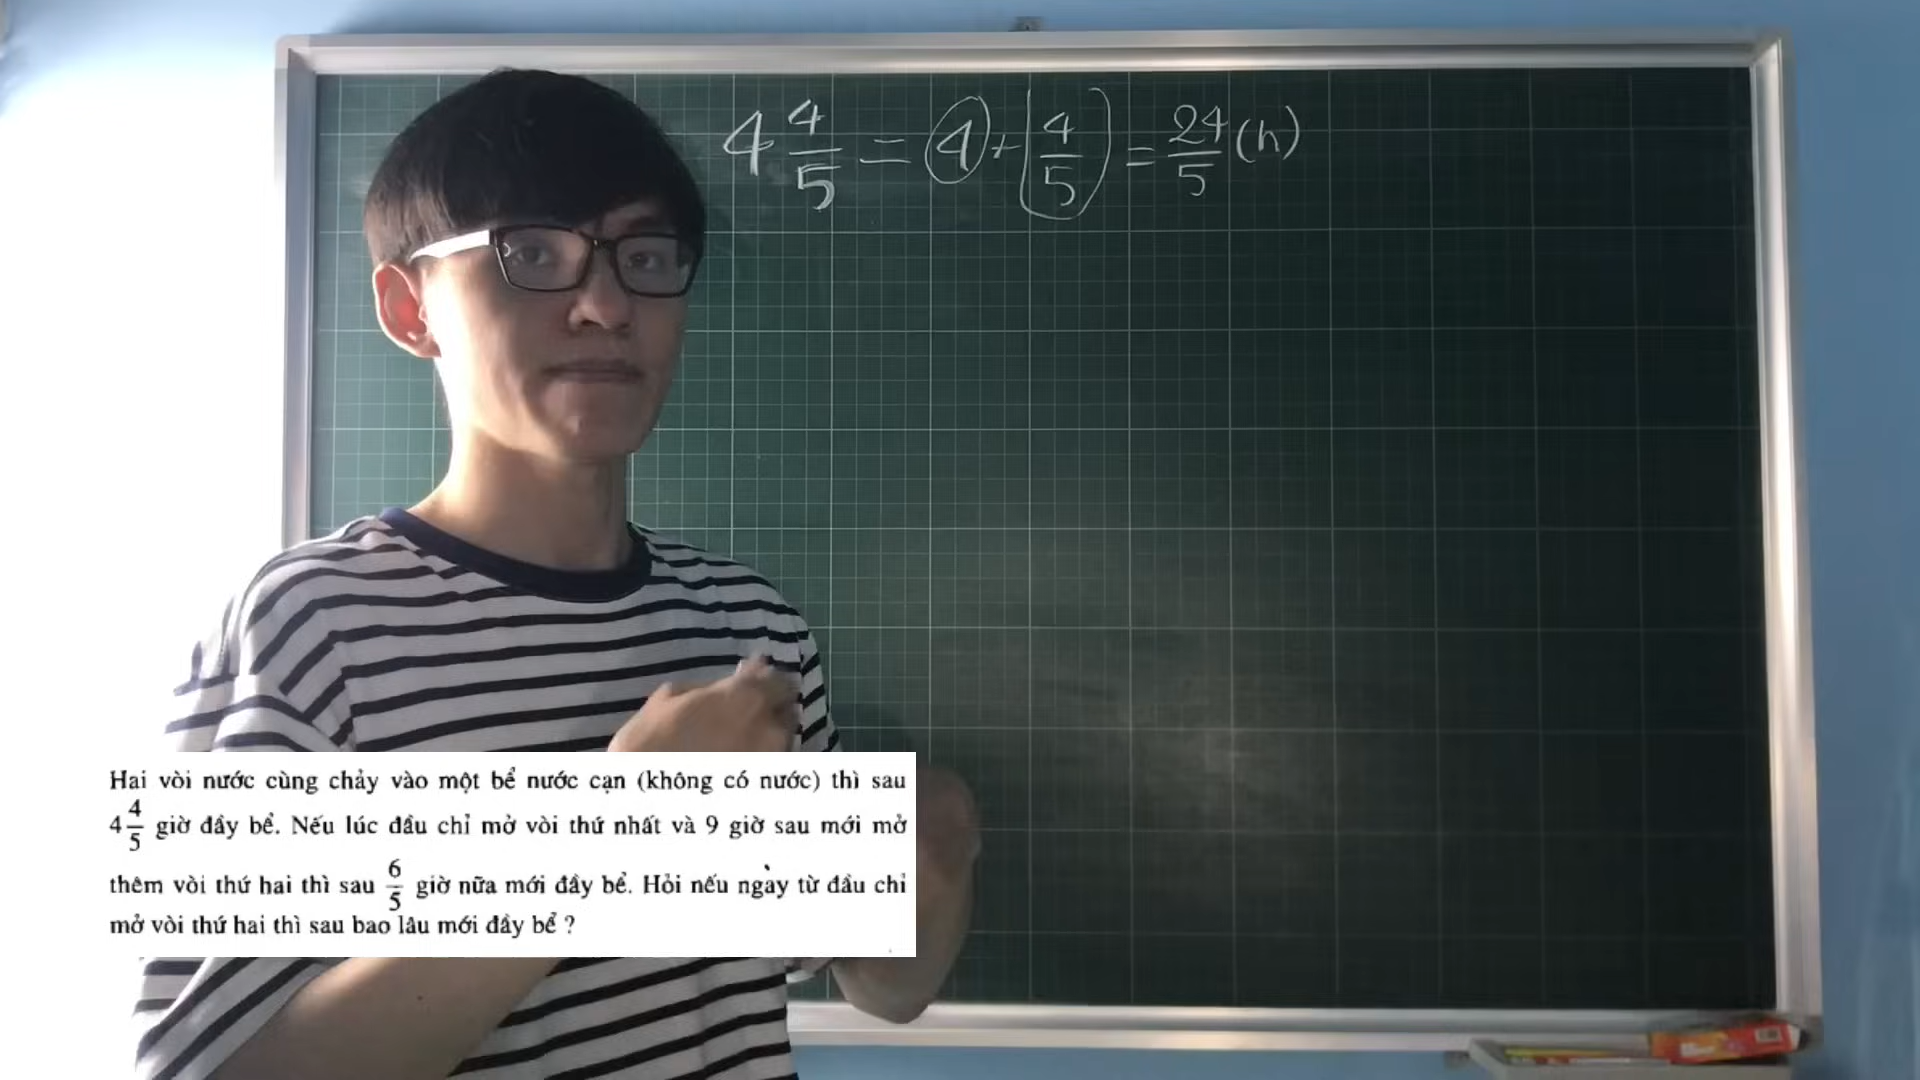 4 4/5 = 4 + 4/5 = 24/5 (h)
Hai vòi nước cùng chảy vào một bể nước cạn (không có nước) thì sau
4 4/5 giờ đầy bể. Nếu lúc đầu chỉ mở vòi thứ nhất và 9 giờ sau mới mở
thêm vòi thứ hai thì sau 6/5 giờ nữa mới đầy bể. Hỏi nếu ngay từ đầu chỉ
mở vòi thứ hai thì sau bao lâu mới đầy bể ?